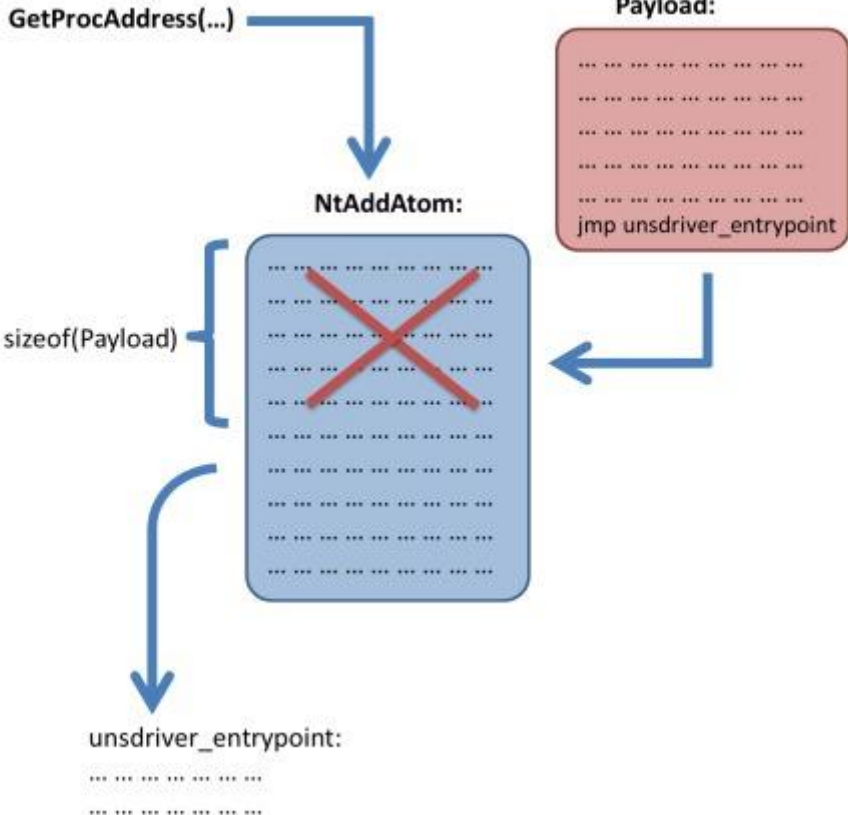 GetProcAddress(…)
Payload:
… … … … … … … … …
… … … … … … … … …
… … … … … … … … …
… … … … … … … … …
… … … … … … … … …
jmp unsdriver_entrypoint
NtAddAtom:
… … … … … … … … …
… … … … … … … … …
… … … … … … … … …
… … … … … … … … …
… … … … … … … … …
… … … … … … … … …
… … … … … … … … …
… … … … … … … … …
… … … … … … … … …
… … … … … … … … …
sizeof(Payload)
unsdriver_entrypoint:
… … … … … … …
… … … … … … …